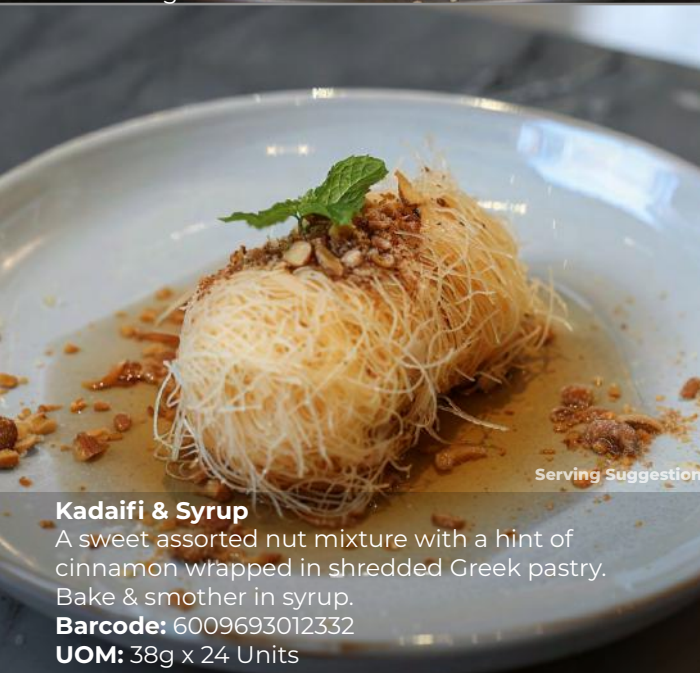 Serving Suggestion
Kadaifi & Syrup
A sweet assorted nut mixture with a hint of
cinnamon wrapped in shredded Greek pastry.
Bake & smother in syrup.
Barcode: 6009693012332
UOM: 38g x 24 Units